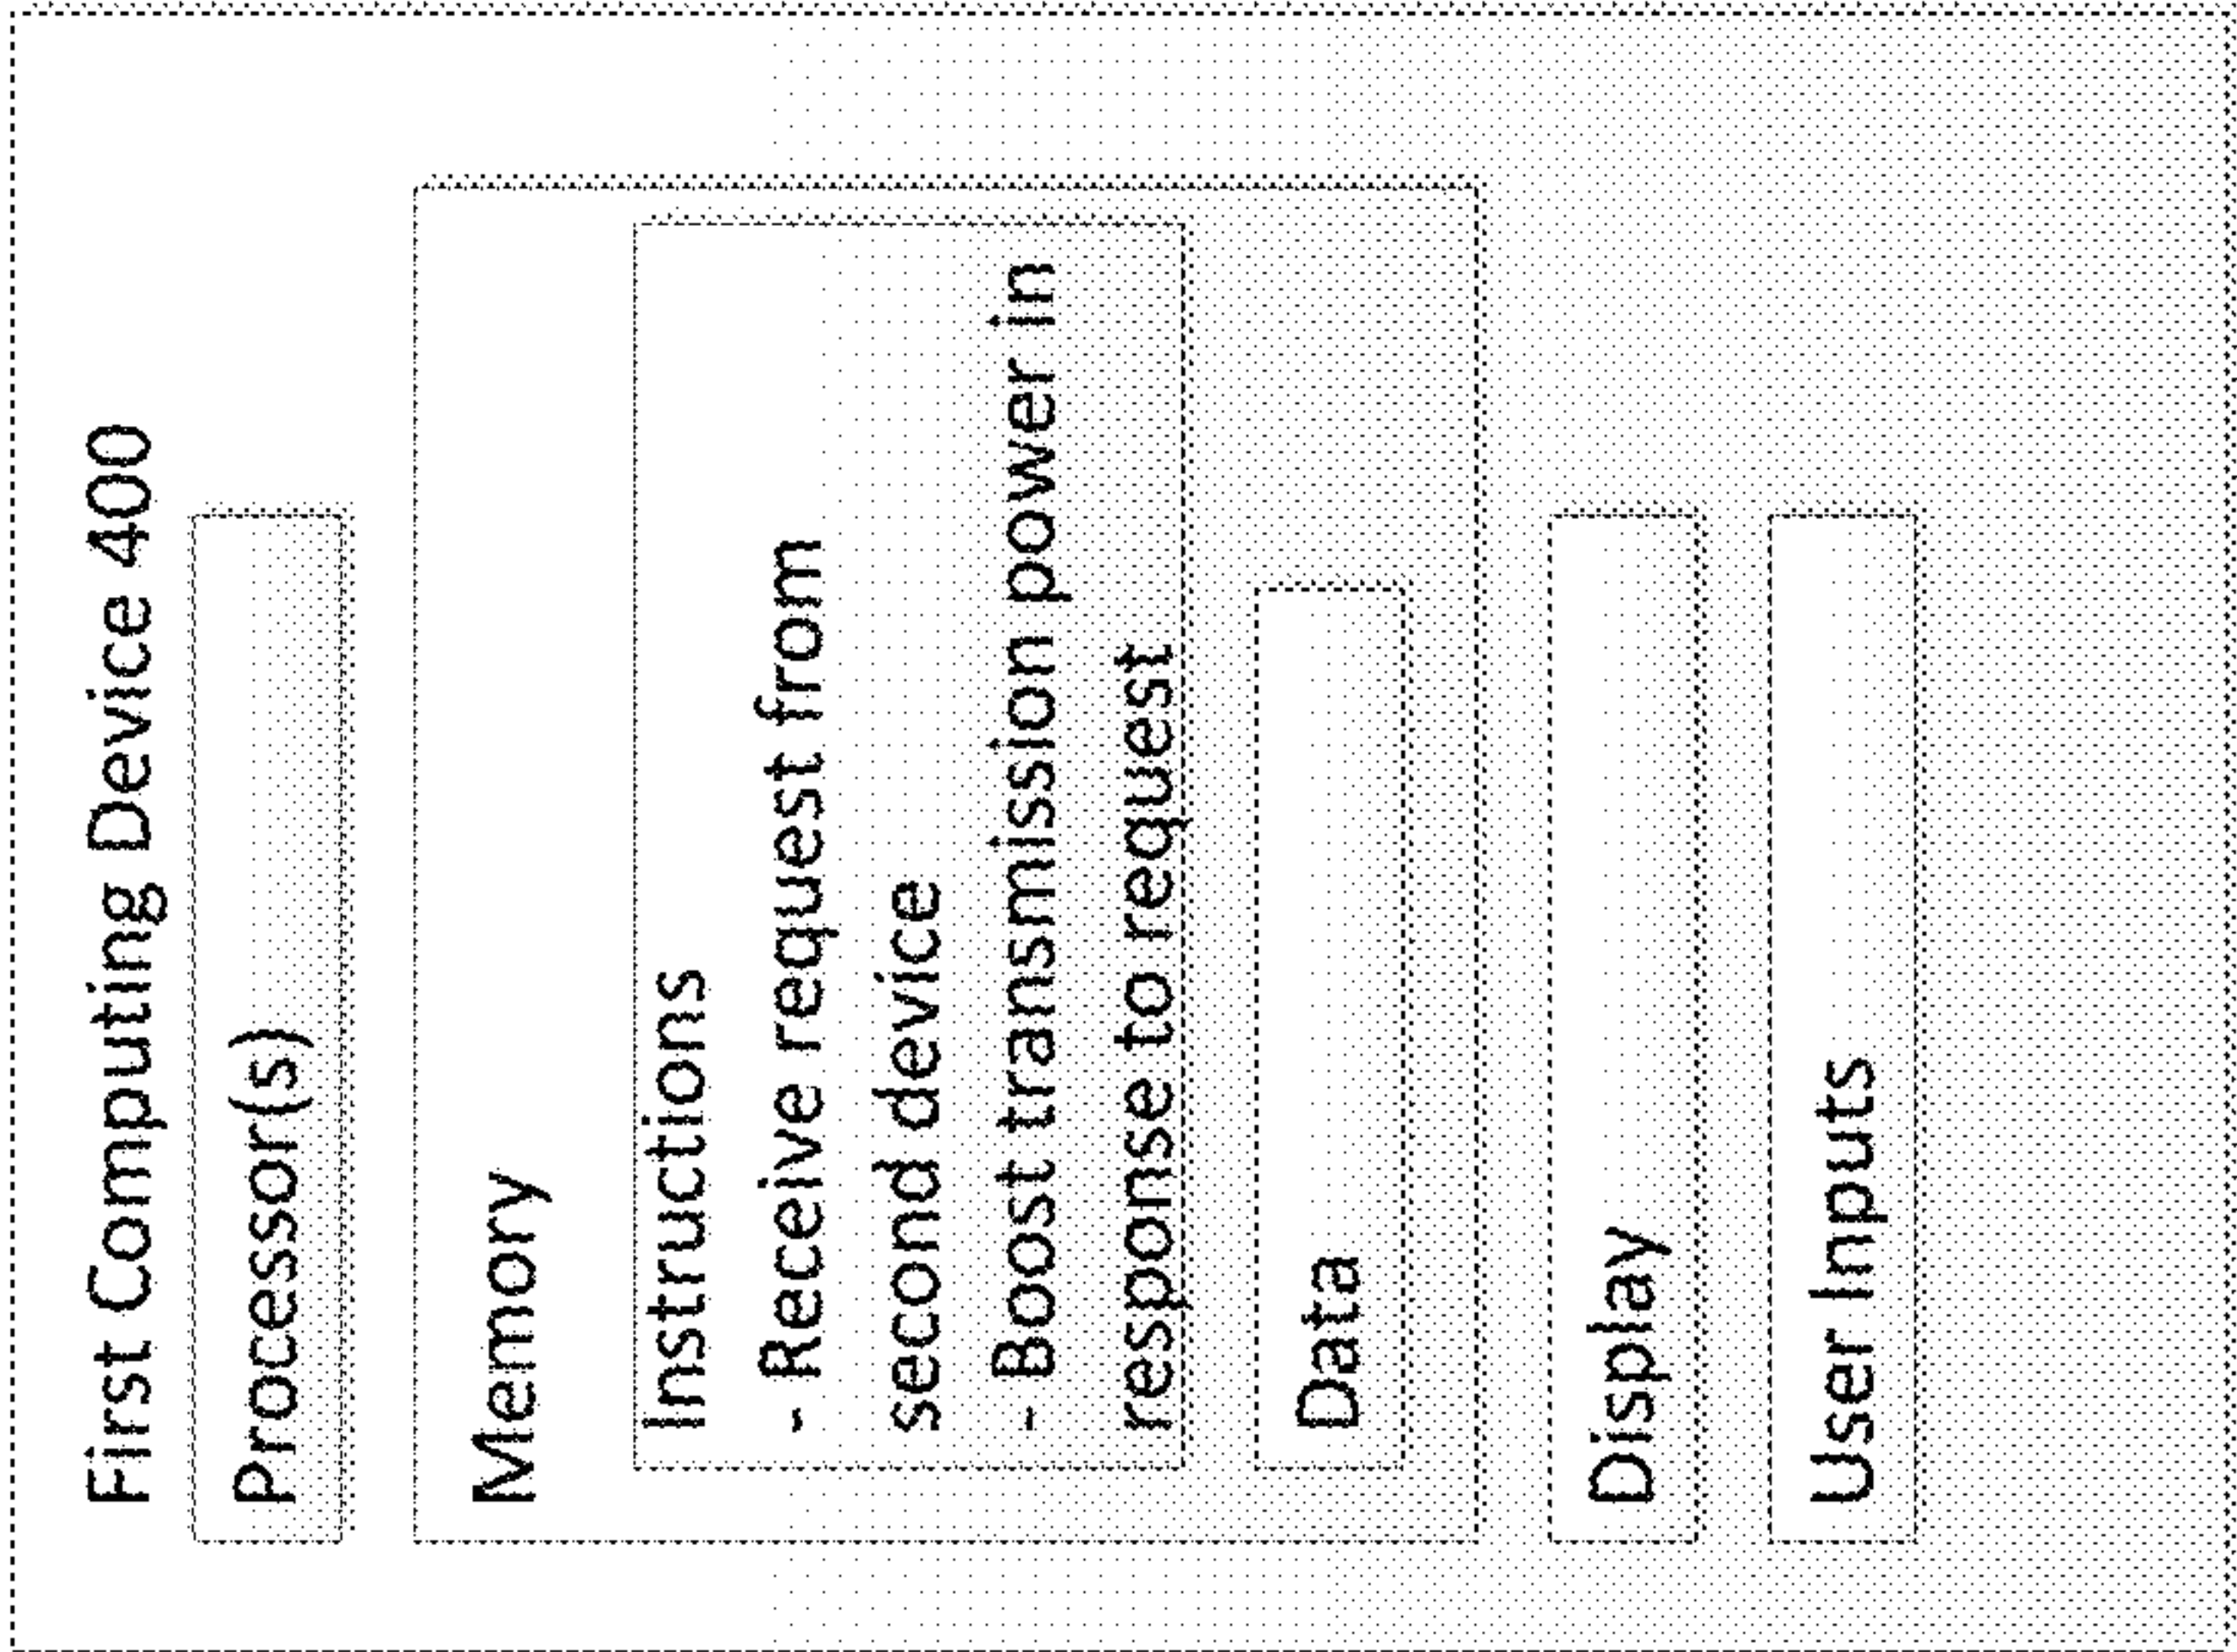 First Computing Device 400
Processor(s)
Memory
Instructions
- Receive request from
second device
- Boost transmission power in
response to request
Data
Display
User Inputs